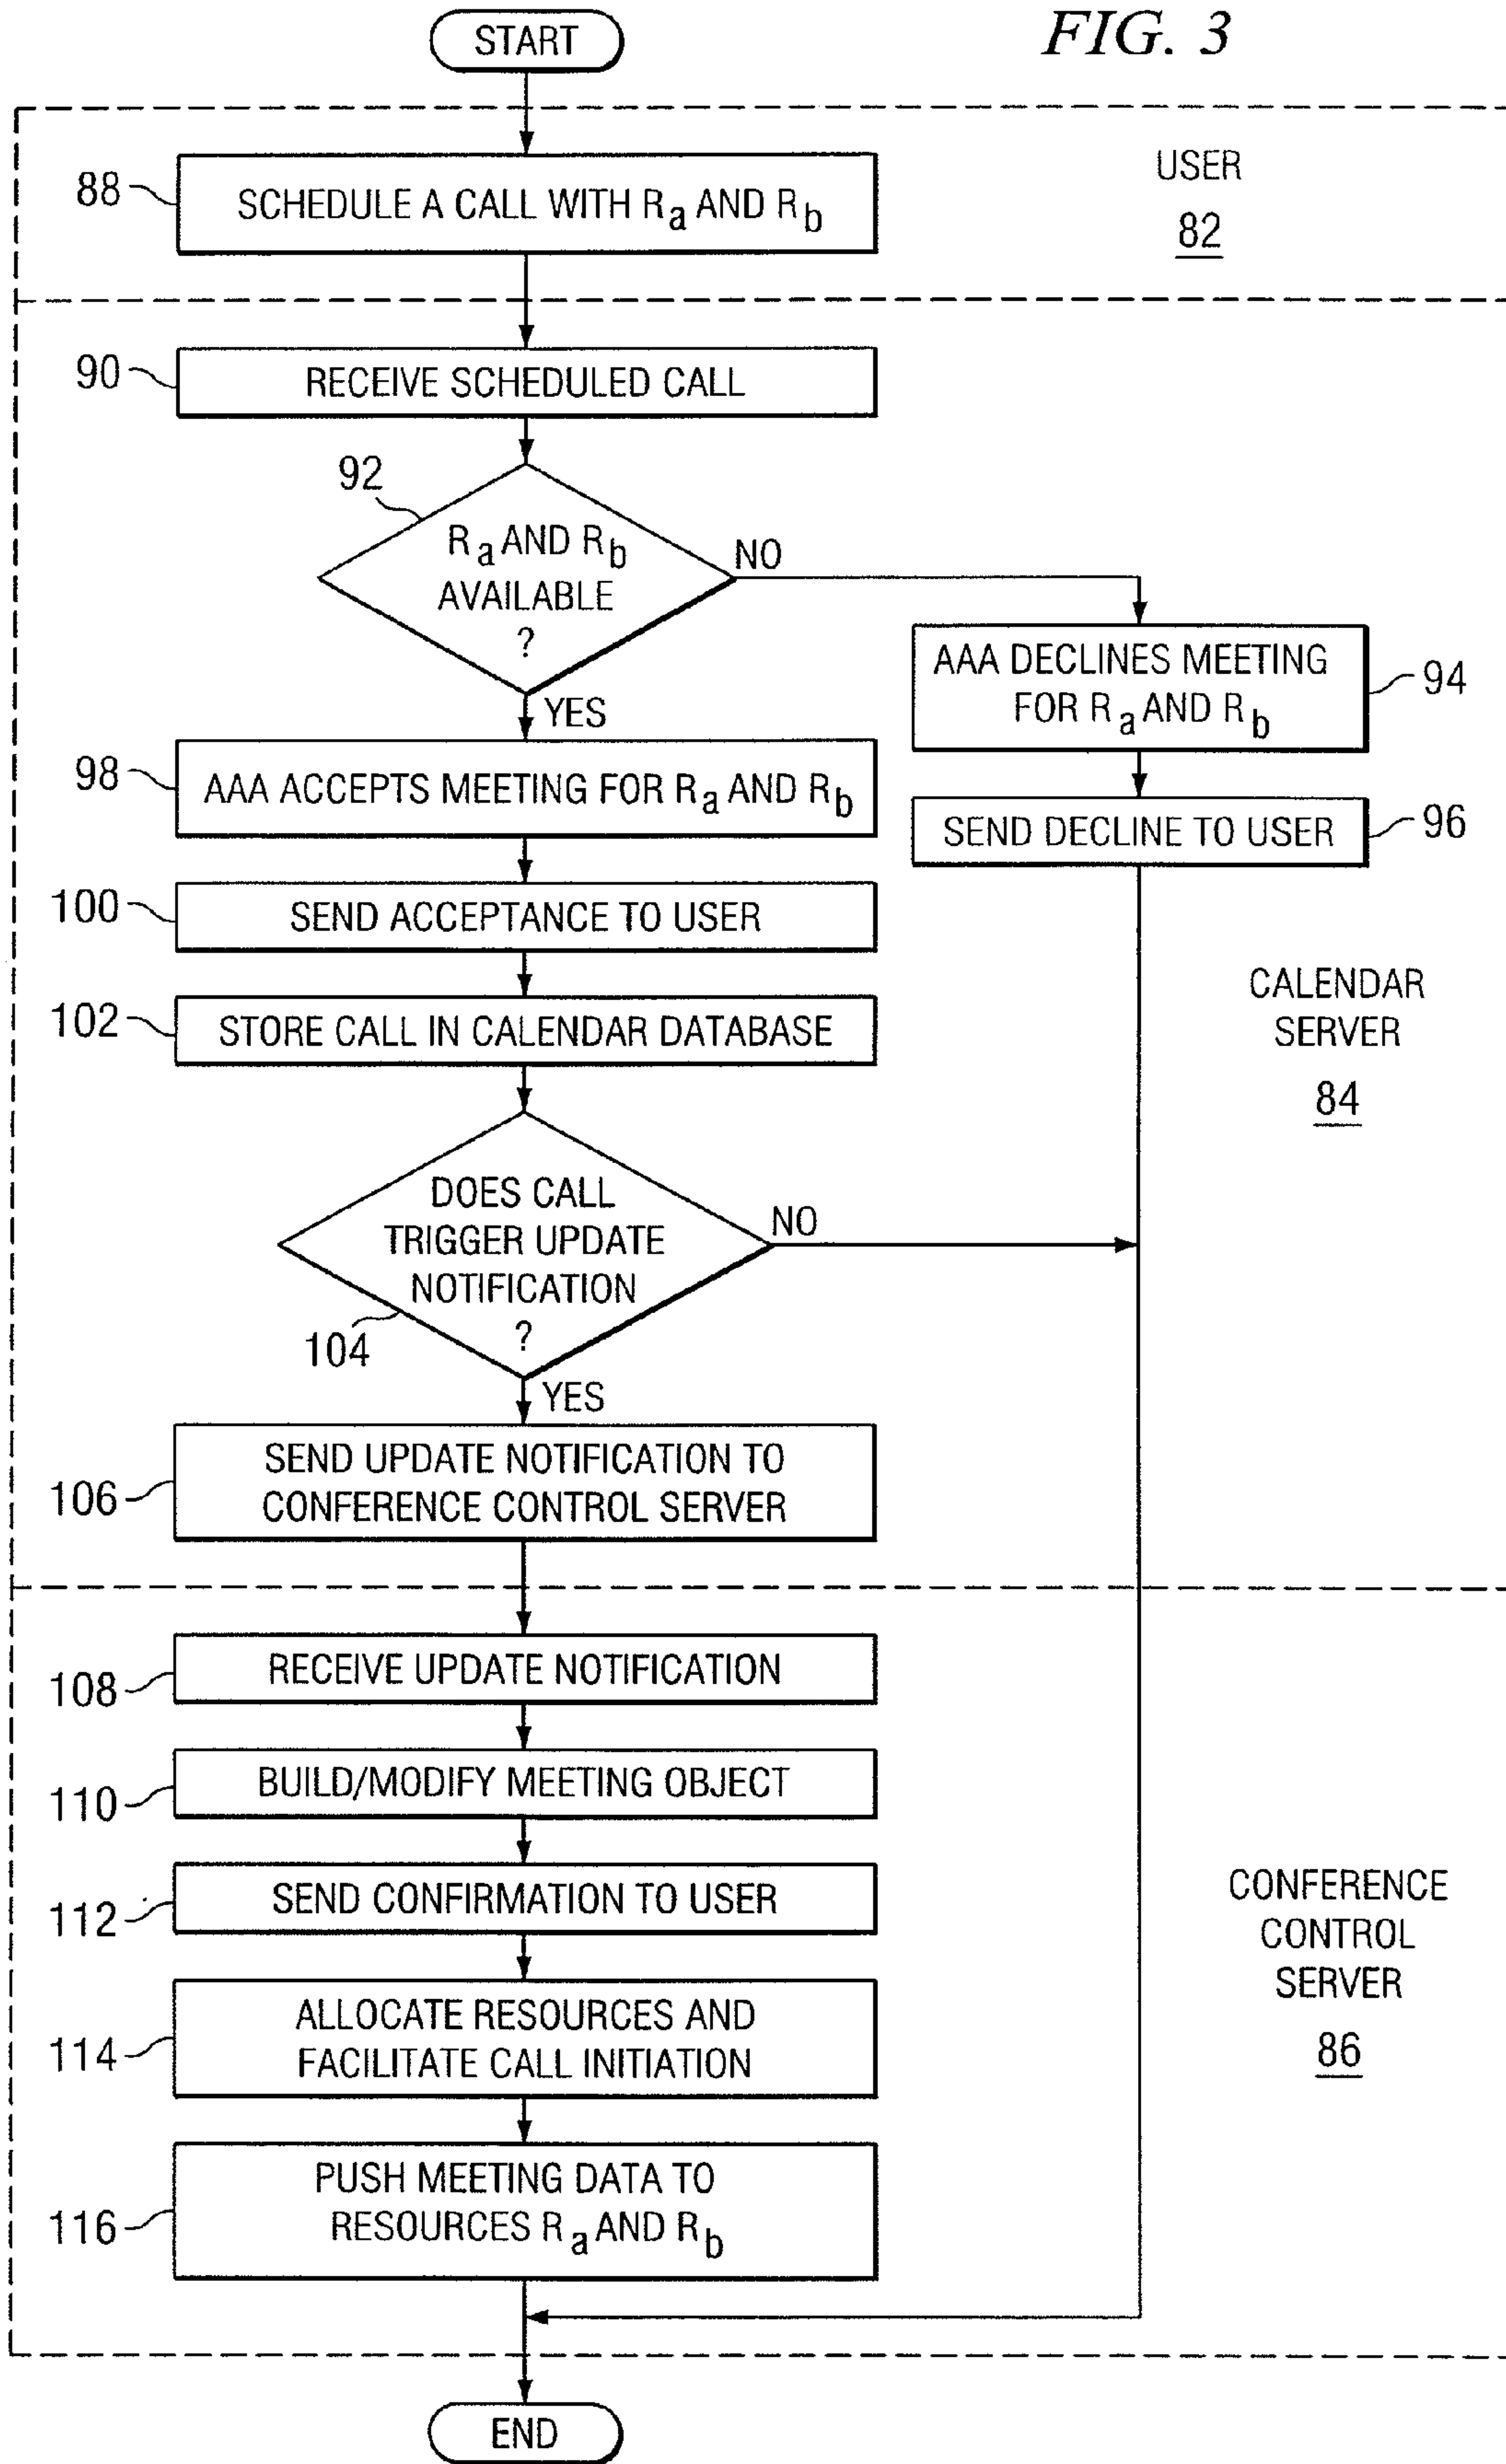 START
FIG. 3
USER
82
88
SCHEDULE A CALL WITH Ra AND Rb
90
RECEIVE SCHEDULED CALL
92
Ra AND Rb
AVAILABLE
?
NO
YES
AAA DECLINES MEETING
FOR Ra AND Rb
94
98
AAA ACCEPTS MEETING FOR Ra AND Rb
SEND DECLINE TO USER
96
100
SEND ACCEPTANCE TO USER
102
STORE CALL IN CALENDAR DATABASE
CALENDAR
SERVER
84
DOES CALL
TRIGGER UPDATE
NOTIFICATION
?
NO
104
YES
106
SEND UPDATE NOTIFICATION TO
CONFERENCE CONTROL SERVER
108
RECEIVE UPDATE NOTIFICATION
110
BUILD/MODIFY MEETING OBJECT
112
SEND CONFIRMATION TO USER
CONFERENCE
CONTROL
SERVER
86
114
ALLOCATE RESOURCES AND
FACILITATE CALL INITIATION
116
PUSH MEETING DATA TO
RESOURCES Ra AND Rb
END